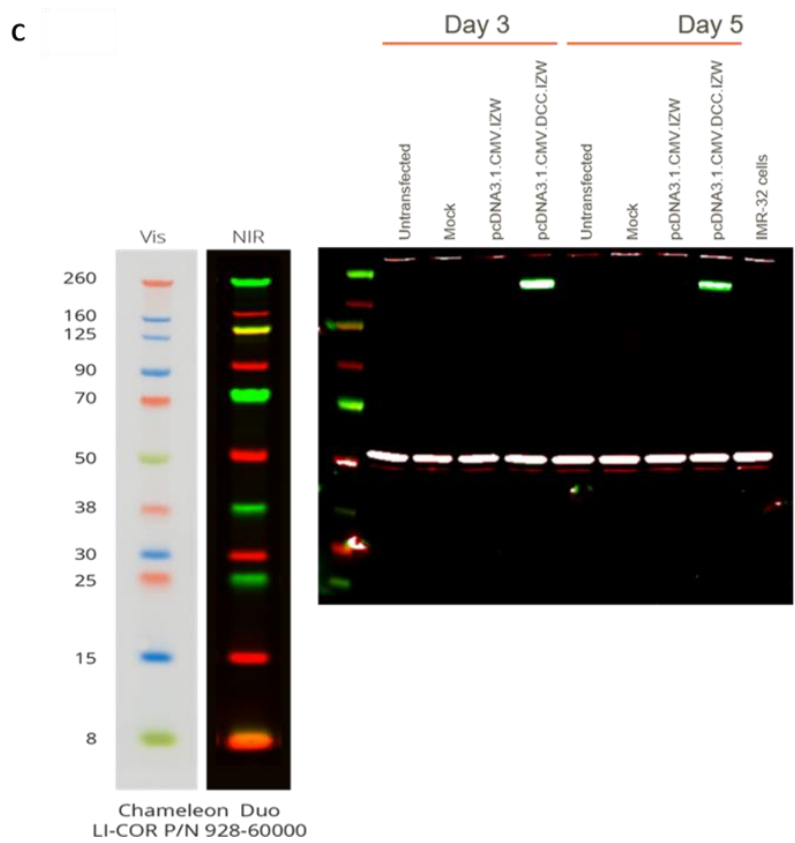 C
Day 3
Day 5
Untransfected
Mock
pcDNA3.1.CMV.IZW
pcDNA3.1.CMV.DCC.IZW
Untransfected
Mock
pcDNA3.1.CMV.IZW
pcDNA3.1.CMV.DCC.IZW
IMR-32 cells
Vis
NIR
260
160
125
90
70
50
38
30
25
15
8
Chameleon Duo
LI-COR P/N 928-60000